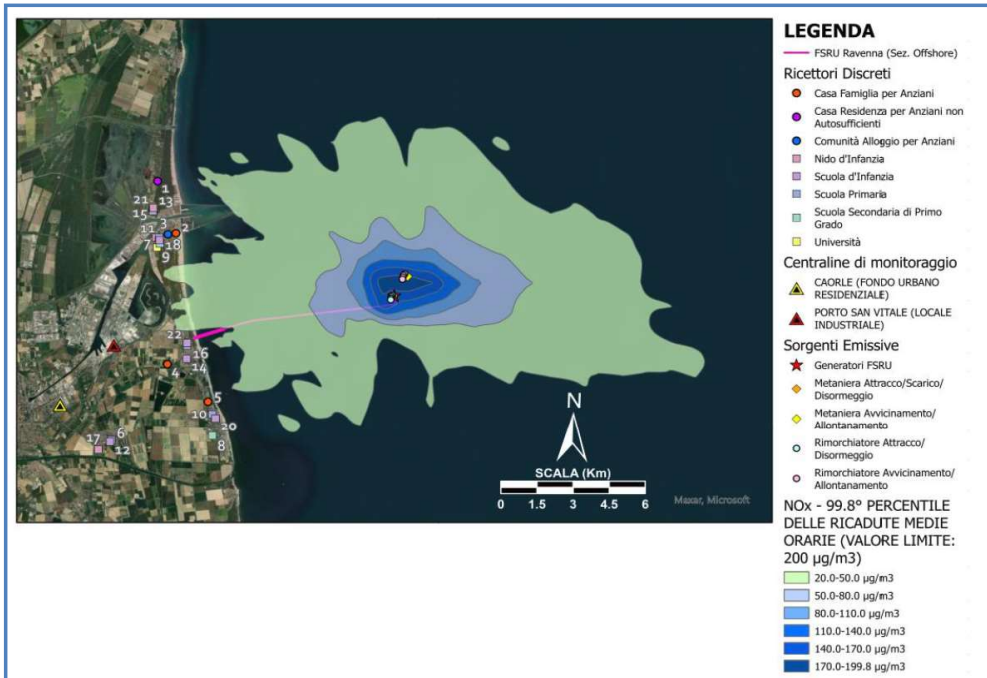 LEGENDA
FSRU Ravenna (Sez. Offshore)
Ricettori Discreti
Casa Famiglia per Anziani
Casa Residenza per Anziani non
Autosufficienti
Comunità Alloggio per Anziani
Nido d'Infanzia
Scuola d'Infanzia
Scuola Primaria
Scuola Secondaria di Primo
Grado
Università
Centraline di monitoraggio
CAORLE (FONDO URBANO
RESIDENZIALE)
PORTO SAN VITALE (LOCALE
INDUSTRIALE)
Sorgenti Emissive
Generatori FSRU
Metaniera Attracco/Scarico/
Disormeggio
Metaniera Avvicinamento/
Allontanamento
Rimorchiatore Attracco/
Disormeggio
Rimorchiatore Avvicinamento/
Allontanamento
NOx - 99.8° PERCENTILE
DELLE RICADUTE MEDIE
ORARIE (VALORE LIMITE:
200 µg/m3)
20.0-50.0 µg/m3
50.0-80.0 µg/m3
80.0-110.0 µg/m3
110.0-140.0 µg/m3
140.0-170.0 µg/m3
170.0-199.8 µg/m3
1
21 13
15
3 2
11
7 18
9
22
16
14
4
5
10
20
8
17 6
12
N
SCALA (Km)
0 1.5 3 4.5 6
Maxar, Microsoft